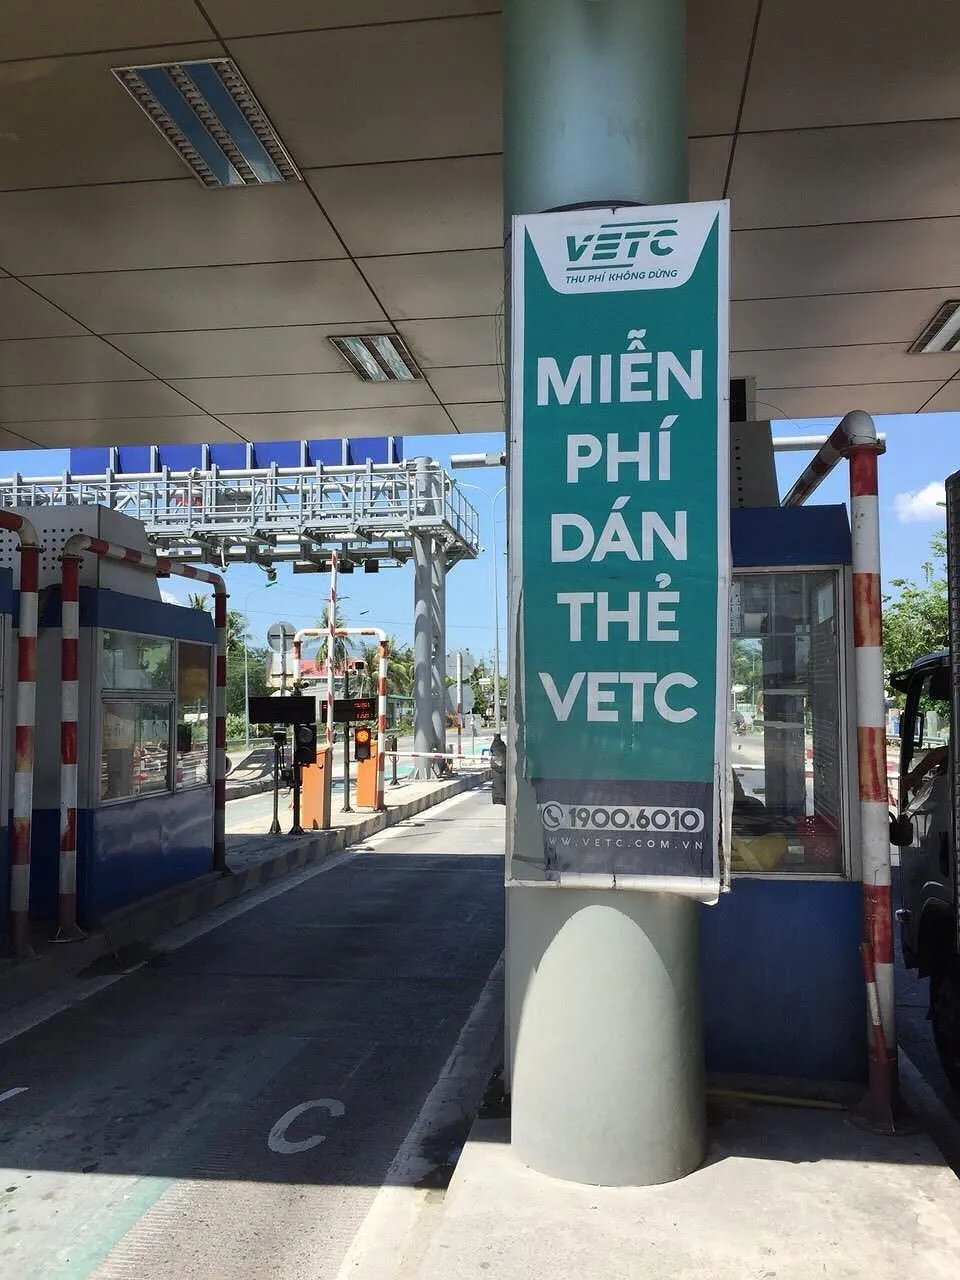 VETC
THU PHÍ KHÔNG DỪNG
MIỄN
PHÍ
DÁN
THẺ
VETC
1900.6010
WWW.VETC.COM.VN
C